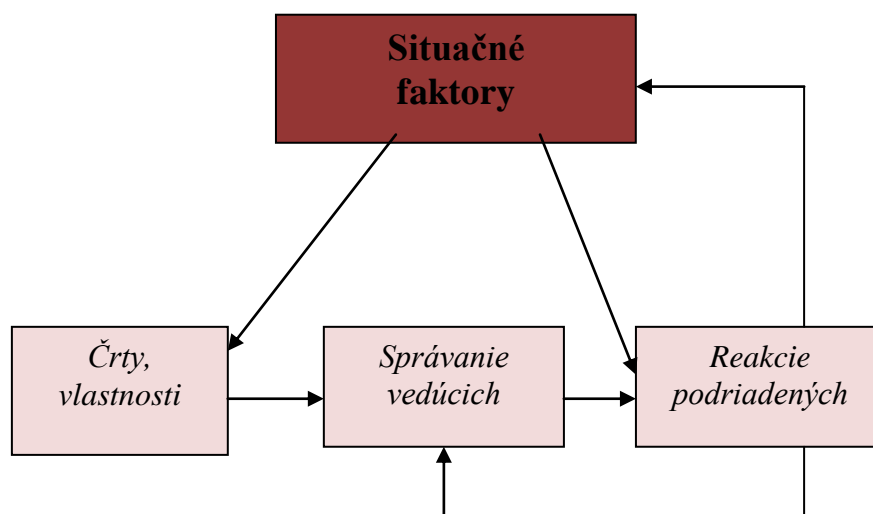 Situačné
faktory
Črty,
vlastnosti
Správanie
vedúcich
Reakcie
podriadených